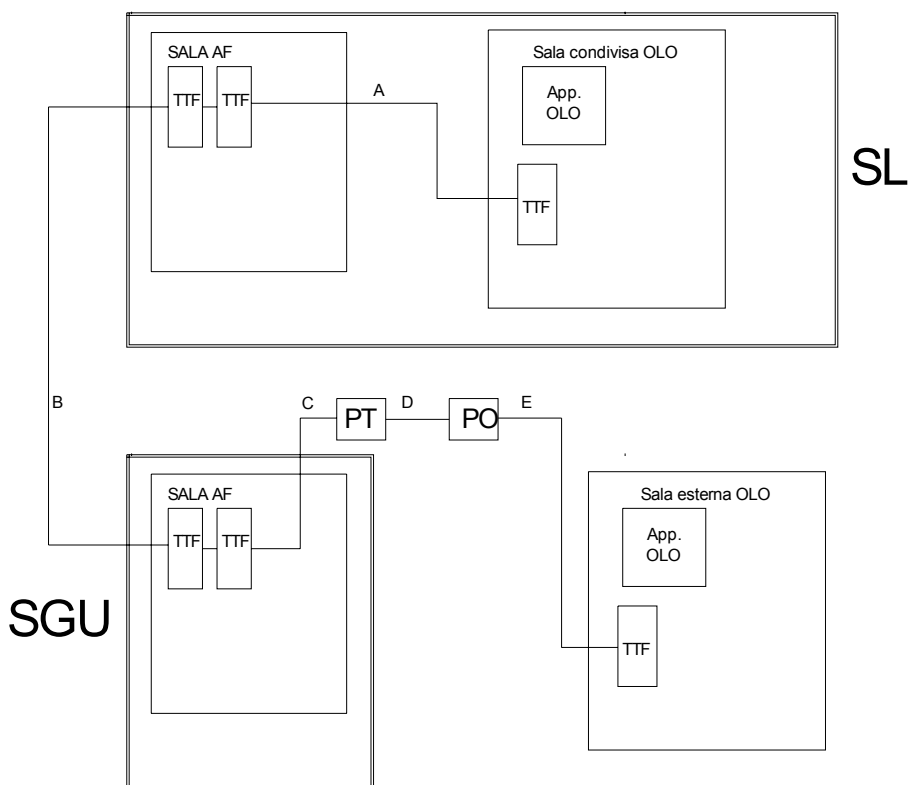 SALA AF
TTF
TTF
A
Sala condivisa OLO
App.
OLO
TTF
SL
B
C
PT
D
PO
E
SALA AF
TTF
TTF
SGU
Sala esterna OLO
App.
OLO
TTF